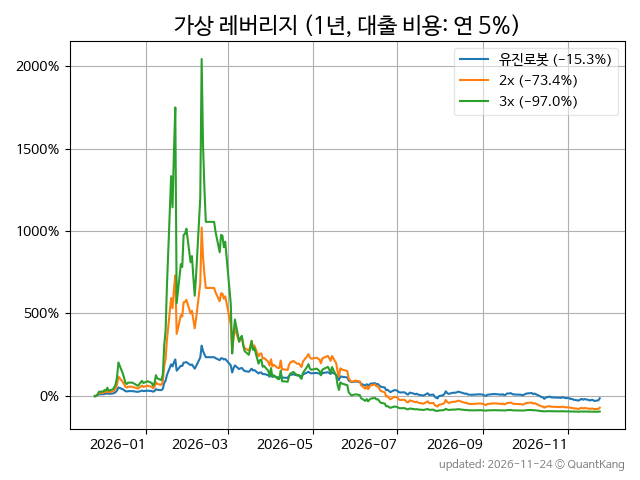 가상 레버리지 (1년, 대출 비용: 연 5%)
유진로봇 (-15.3%)
2x (-73.4%)
3x (-97.0%)
2000%
1500%
1000%
500%
0%
2026-01 2026-03 2026-05 2026-07 2026-09 2026-11
updated: 2026-11-24 © QuantKang